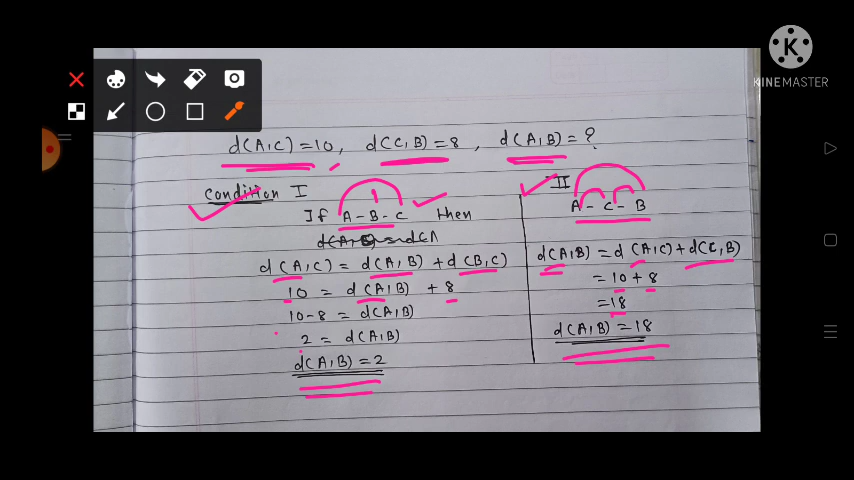 K
KINEMASTER
d(A,C) = 10, d(C,B) = 8, d(A,B) = ?
Condition I
If A - B - C then
d(A,C) = d(A,B) + d(B,C)
10 = d(A,B) + 8
10-8 = d(A,B)
2 = d(A,B)
d(A,B) = 2
II
A - C - B
d(A,B) = d(A,C) + d(C,B)
= 10 + 8
= 18
d(A,B) = 18